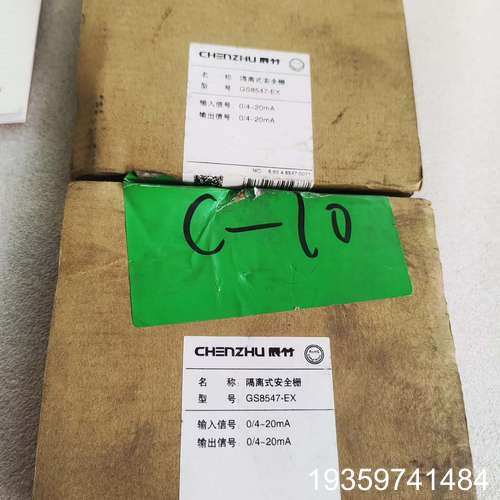 CHENZHU 辰竹
名 称 隔离式安全栅
型 号 GS8547-EX
输入信号 0/4~20mA
输出信号 0/4~20mA
C-10
CHENZHU 辰竹
RoHS
名 称 隔离式安全栅
型 号 GS8547-EX
输入信号 0/4~20mA
输出信号 0/4~20mA
19359741484